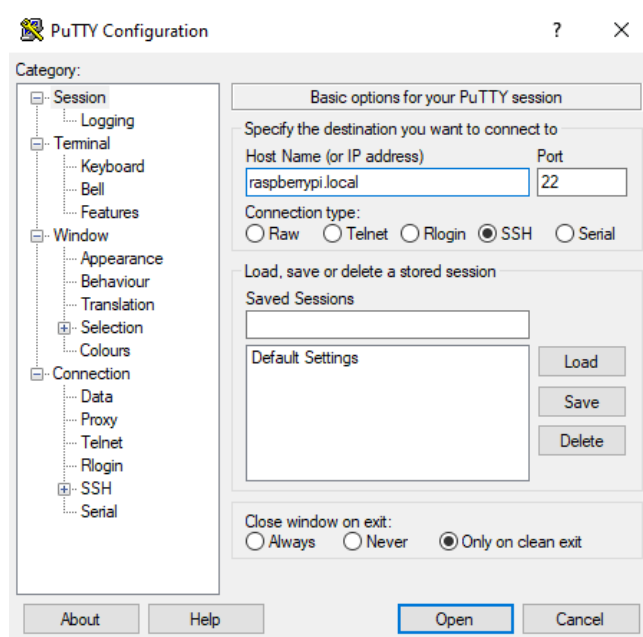 PuTTY Configuration
?
Category:
Session
Logging
Terminal
Keyboard
Bell
Features
Window
Appearance
Behaviour
Translation
Selection
Colours
Connection
Data
Proxy
Telnet
Rlogin
SSH
Serial
Basic options for your PuTTY session
Specify the destination you want to connect to
Host Name (or IP address) Port
raspberrypi.local 22
Connection type:
Raw Telnet Rlogin SSH Serial
Load, save or delete a stored session
Saved Sessions
Default Settings
Load
Save
Delete
Close window on exit:
Always Never Only on clean exit
About Help Open Cancel